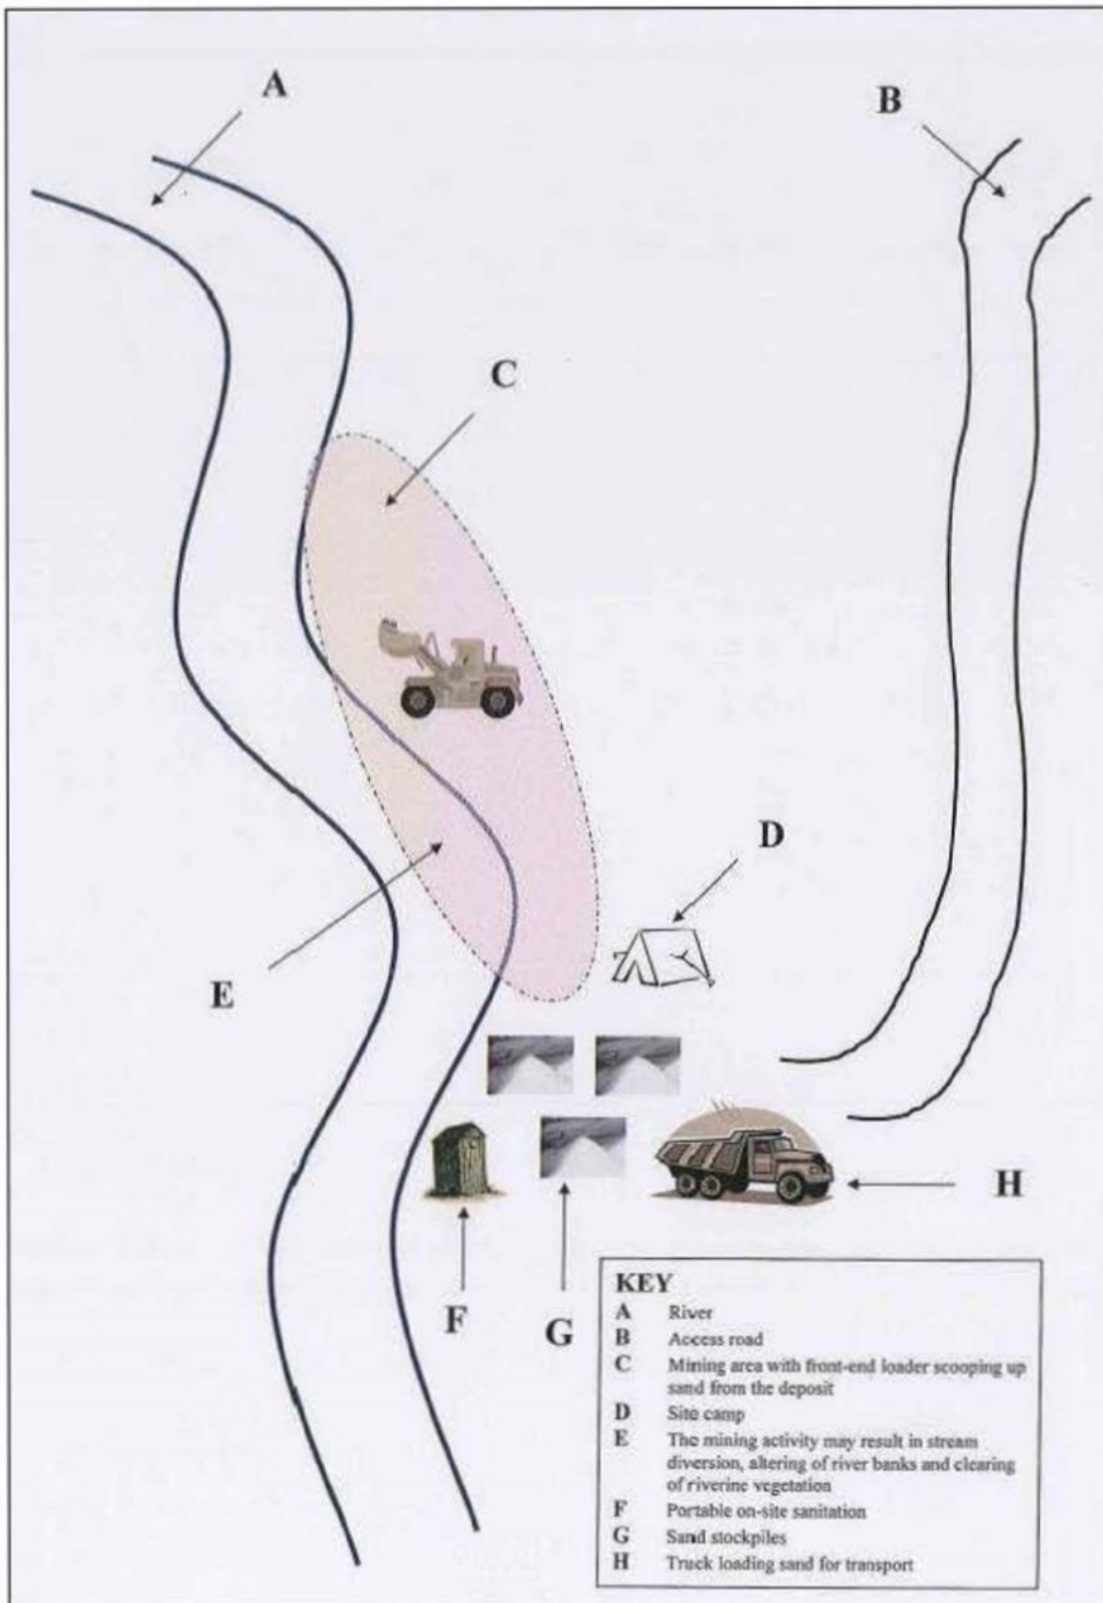 A
B
C
D
E
F
G
H
KEY
A River
B Access road
C Mining area with front-end loader scooping up
sand from the deposit
D Site camp
E The mining activity may result in stream
diversion, altering of river banks and clearing
of riverine vegetation
F Portable on-site sanitation
G Sand stockpiles
H Truck loading sand for transport